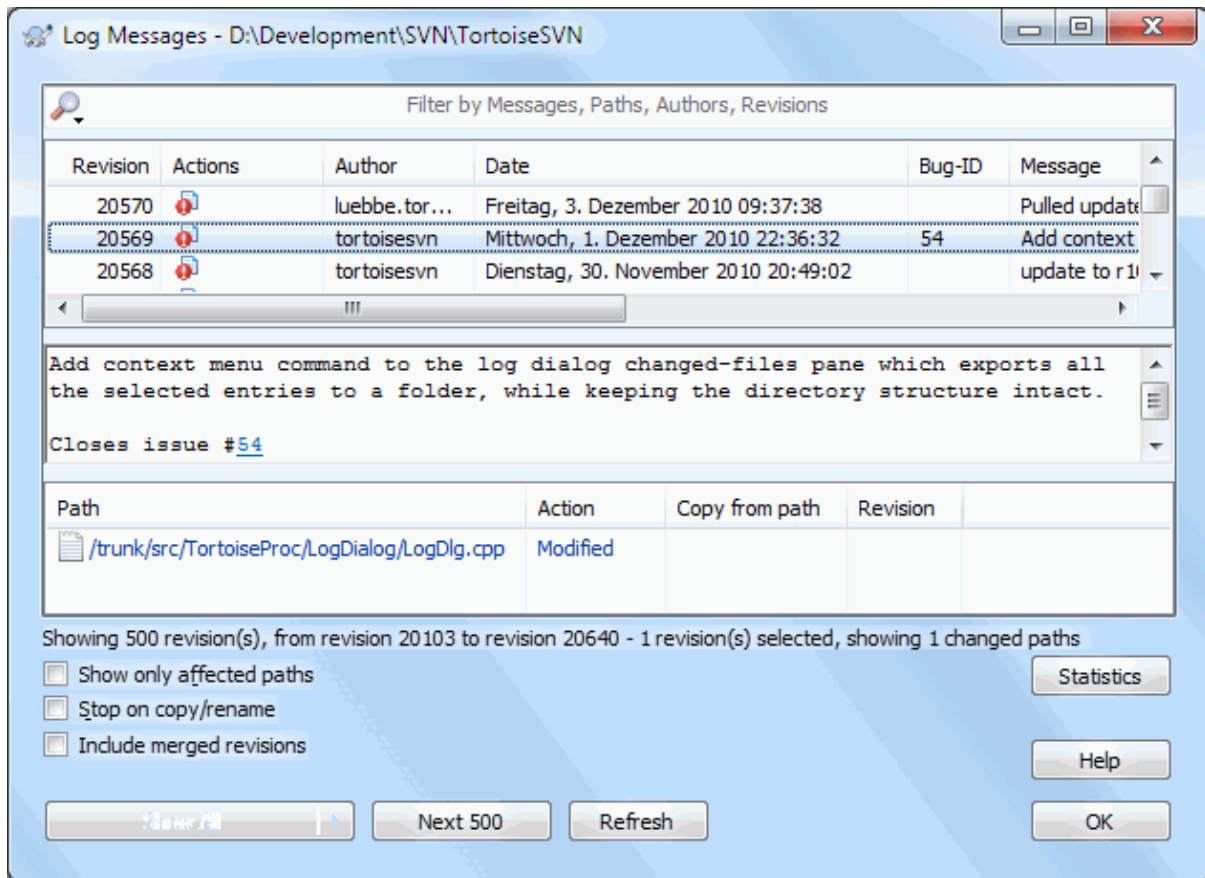 Log Messages - D:\Development\SVN\TortoiseSVN
Filter by Messages, Paths, Authors, Revisions
Revision Actions Author Date Bug-ID Message
20570 luebbe.tor... Freitag, 3. Dezember 2010 09:37:38 Pulled update
20569 tortoisesvn Mittwoch, 1. Dezember 2010 22:36:32 54 Add context
20568 tortoisesvn Dienstag, 30. November 2010 20:49:02 update to
Add context menu command to the log dialog changed-files pane which exports all
the selected entries to a folder, while keeping the directory structure intact.
Closes issue #54
Path Action Copy from path Revision
/trunk/src/TortoiseProc/LogDialog/LogDlg.cpp Modified
Showing 500 revision(s), from revision 20103 to revision 20640 - 1 revision(s) selected, showing 1 changed paths
Show only affected paths
Statistics
Stop on copy/rename
Include merged revisions
Help
Next 500 Refresh OK